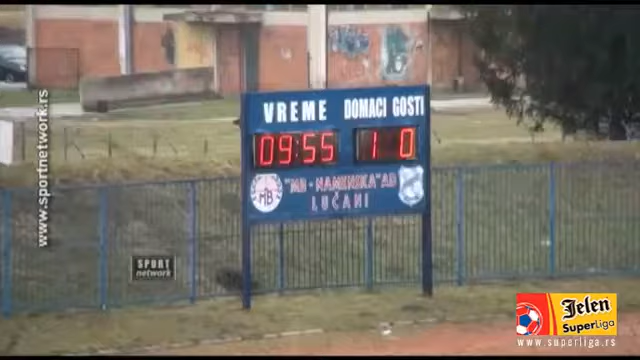 www.sportnetwork.rs
VREME DOMACI GOSTI
09:55 1 0
MB
"MB - NAMENSKA" AD
LUČANI
SPORT
network
Jelen
SuperLiga
www.superliga.rs